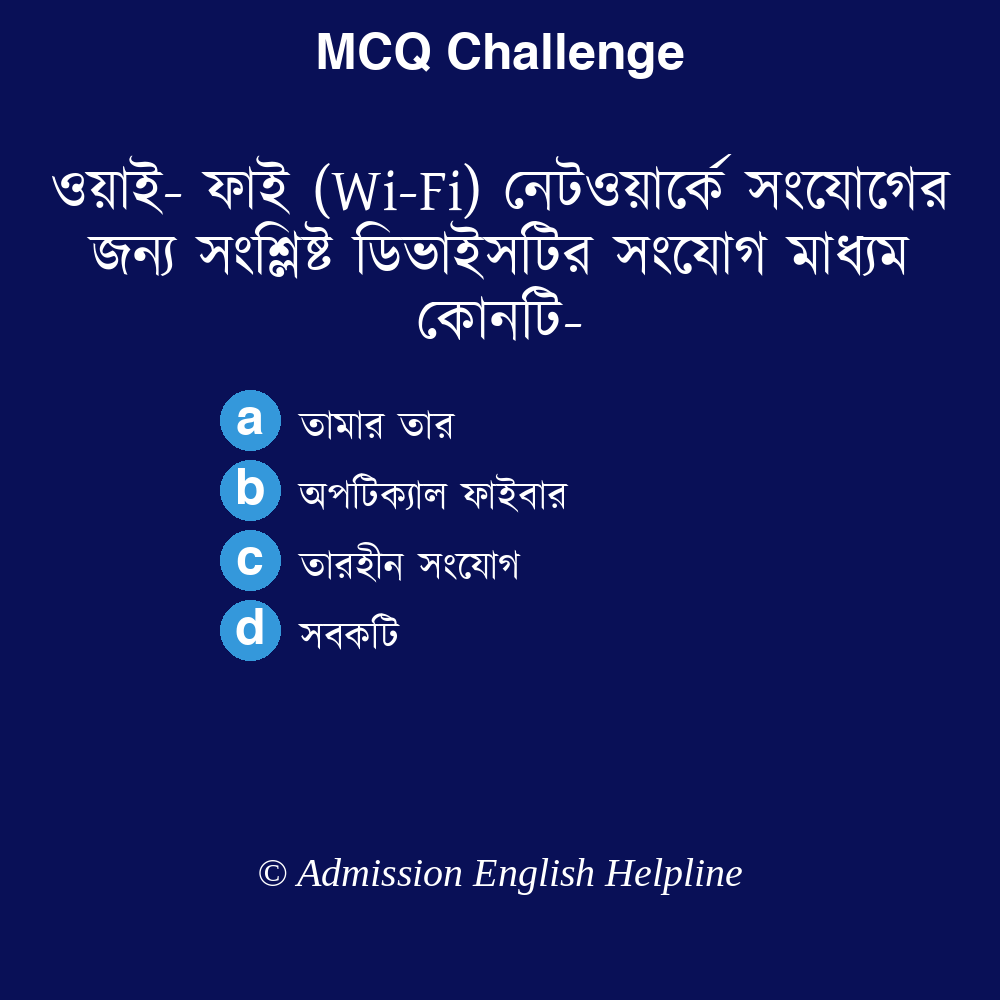 MCQ Challenge
ওয়াই- ফাই (Wi-Fi) নেটওয়ার্কে সংযোগের
জন্য সংশ্লিষ্ট ডিভাইসটির সংযোগ মাধ্যম
কোনটি-
a তামার তার
b অপটিক্যাল ফাইবার
c তারহীন সংযোগ
d সবকটি
© Admission English Helpline